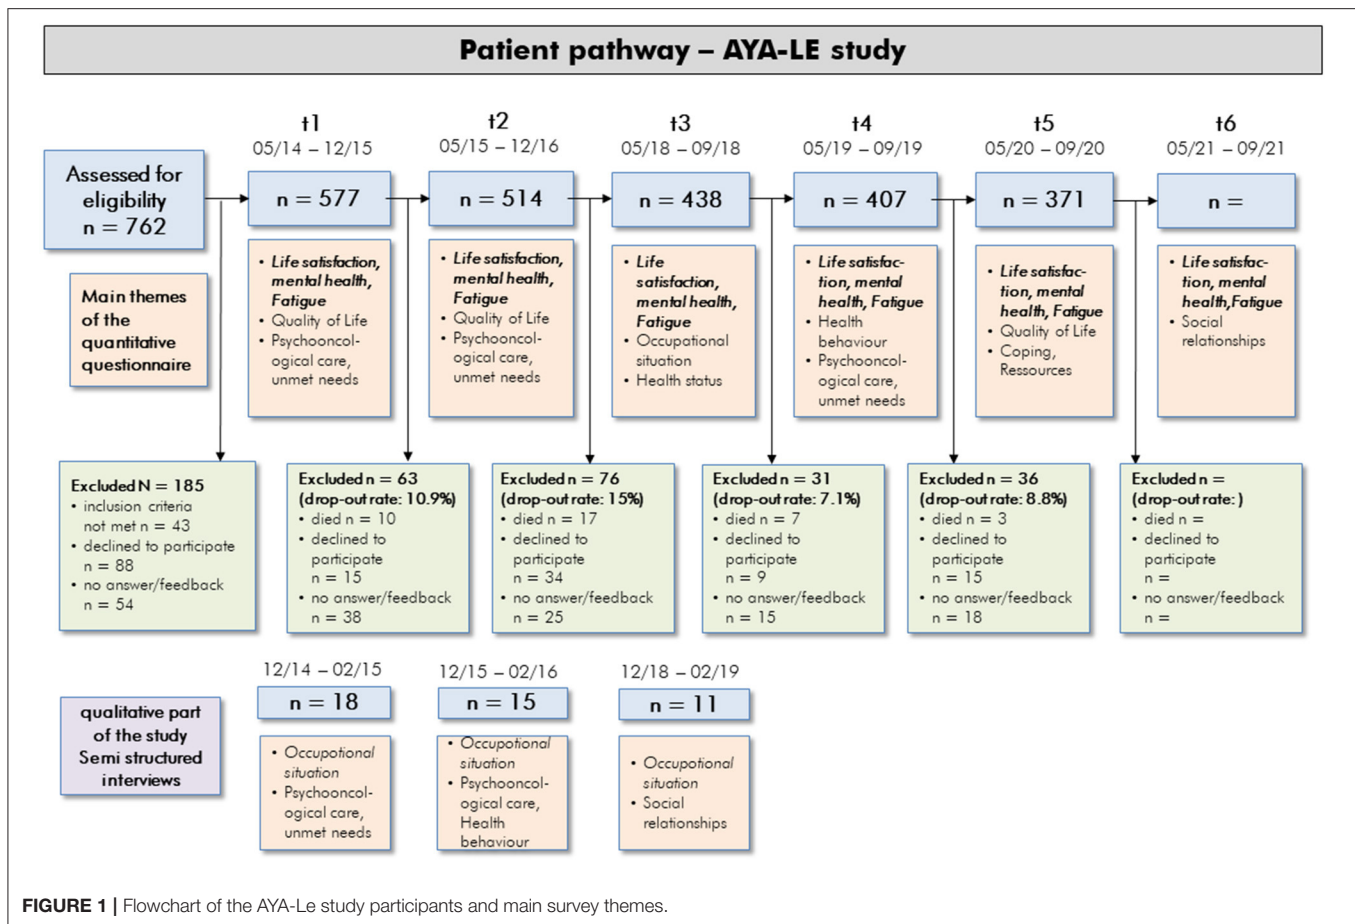 Patient pathway – AYA-LE study
t1
05/14 – 12/15
t2
05/15 – 12/16
t3
05/18 – 09/18
t4
05/19 – 09/19
t5
05/20 – 09/20
t6
05/21 – 09/21
Assessed for
eligibility
n = 762
n = 577
n = 514
n = 438
n = 407
n = 371
n =
Main themes
of the
quantitative
questionnaire
• Life satisfaction,
mental health,
Fatigue
• Quality of Life
• Psychooncol-
ogical care,
unmet needs
• Life satisfaction,
mental health,
Fatigue
• Quality of Life
• Psychooncol-
ogical care,
unmet needs
• Life
satisfaction,
mental health,
Fatigue
• Occupational
situation
• Health status
• Life satisfac-
tion, mental
health, Fatigue
• Health
behaviour
• Psychooncol-
ogical care,
unmet needs
• Life satisfac-
tion, mental
health, Fatigue
• Quality of Life
• Coping,
Ressources
• Life satisfac-
tion, mental
health,Fatigue
• Social
relationships
Excluded N = 185
• inclusion criteria
not met n = 43
• declined to participate
n = 88
• no answer/feedback
n = 54
Excluded n = 63
(drop-out rate: 10.9%)
• died n = 10
• declined to
participate
n = 15
• no answer/feedback
n = 38
Excluded n = 76
(drop-out rate: 15%)
• died n = 17
• declined to
participate
n = 34
• no answer/feedback
n = 25
Excluded n = 31
(drop-out rate: 7.1%)
• died n = 7
• declined to
participate
n = 9
• no answer/feedback
n = 15
Excluded n = 36
(drop-out rate: 8.8%)
• died n = 3
• declined to
participate
n = 15
• no answer/feedback
n = 18
Excluded n =
(drop-out rate: )
• died n =
• declined to
participate
n =
• no answer/feedback
n =
qualitative part
of the study
Semi structured
interviews
12/14 – 02/15
n = 18
• Occupotional
situation
• Psychooncol-
ogical care,
unmet needs
12/15 – 02/16
n = 15
• Occupotional
situation
• Psychooncol-
ogical care,
Health
behaviour
12/18 – 02/19
n = 11
• Occupotional
situation
• Social
relationships
FIGURE 1 | Flowchart of the AYA-Le study participants and main survey themes.